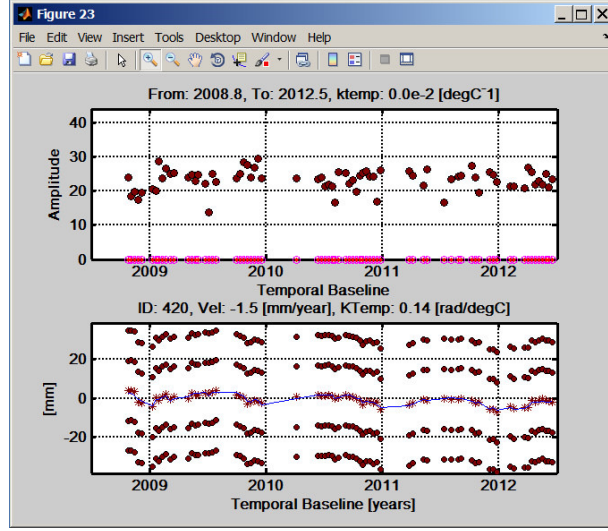 Figure 23
File Edit View Insert Tools Desktop Window Help
From: 2008.8, To: 2012.5, ktemp: 0.0e-2 [degC^-1]
40
30
20
10
0
Amplitude
2009 2010 2011 2012
Temporal Baseline
ID: 420, Vel: -1.5 [mm/year], KTemp: 0.14 [rad/degC]
20
0
-20
[mm]
2009 2010 2011 2012
Temporal Baseline [years]